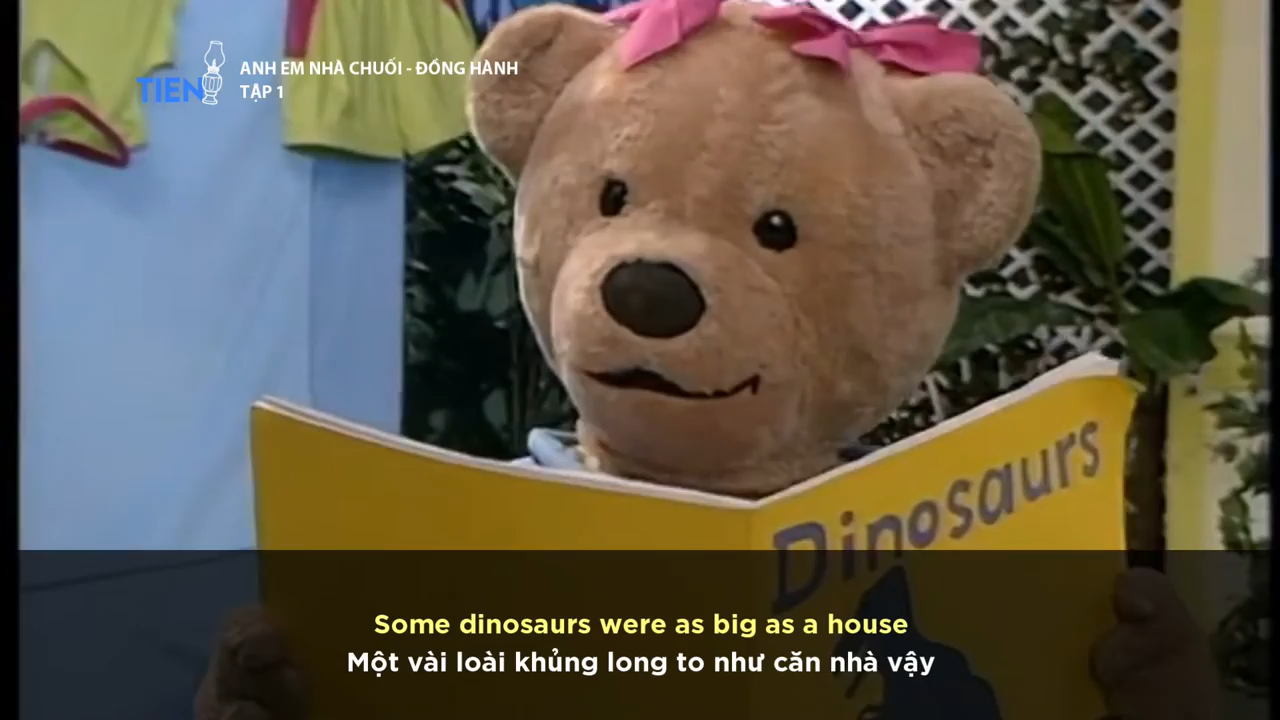 TIEN
ANH EM NHÀ CHUỐI - ĐỒNG HÀNH
TẬP 1
Dinosaurs
Some dinosaurs were as big as a house
Một vài loài khủng long to như căn nhà vậy